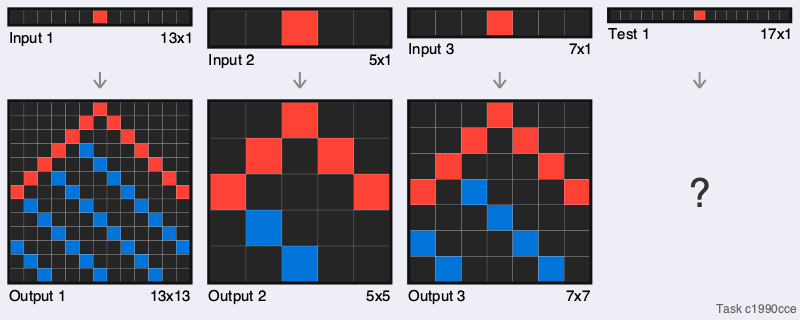 Input 1 13x1
Input 2 5x1
Input 3 7x1
Test 1 17x1
?
Output 1 13x13
Output 2 5x5
Output 3 7x7
Task c1990cce